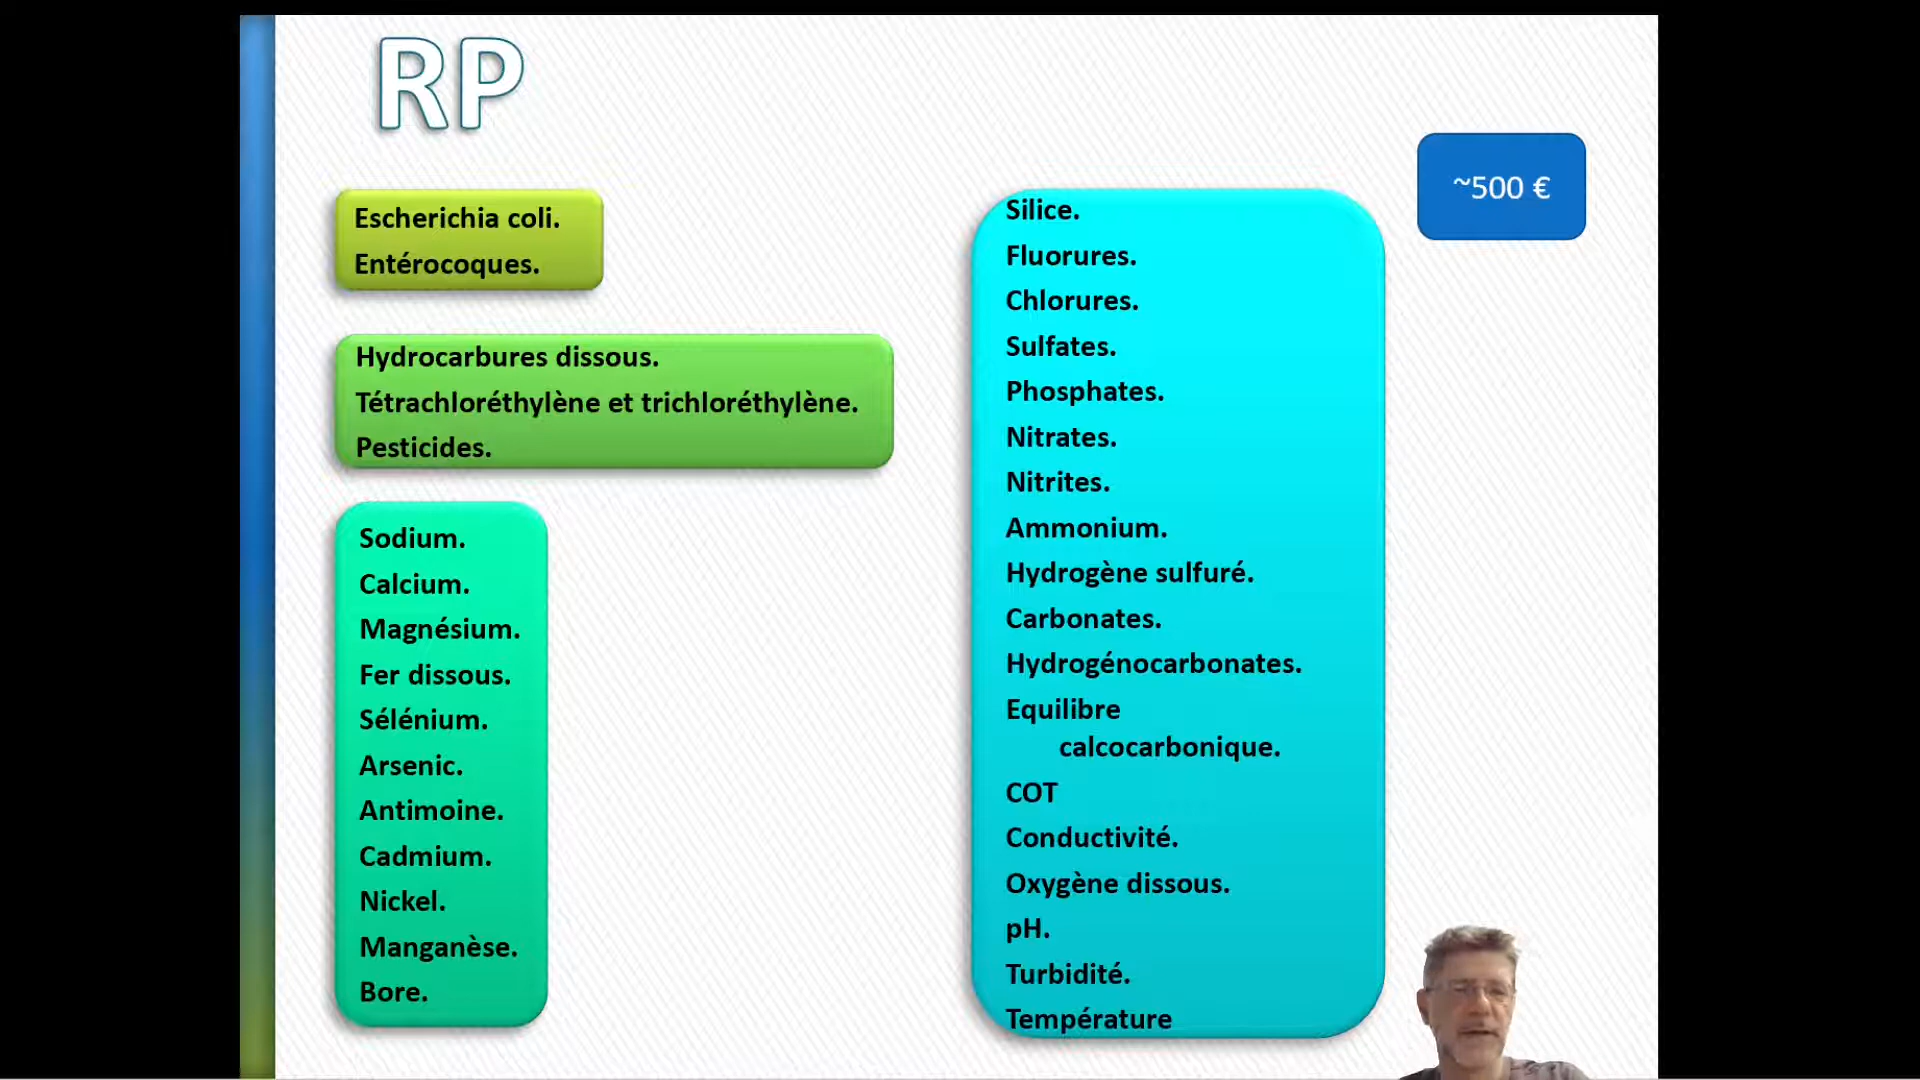 RP
Escherichia coli.
Entérocoques.
Hydrocarbures dissous.
Tétrachloréthylène et trichloréthylène.
Pesticides.
Sodium.
Calcium.
Magnésium.
Fer dissous.
Sélénium.
Arsenic.
Antimoine.
Cadmium.
Nickel.
Manganèse.
Bore.
Silice.
Fluorures.
Chlorures.
Sulfates.
Phosphates.
Nitrates.
Nitrites.
Ammonium.
Hydrogène sulfuré.
Carbonates.
Hydrogénocarbonates.
Equilibre
calcocarbonique.
COT
Conductivité.
Oxygène dissous.
pH.
Turbidité.
Température
~500 €